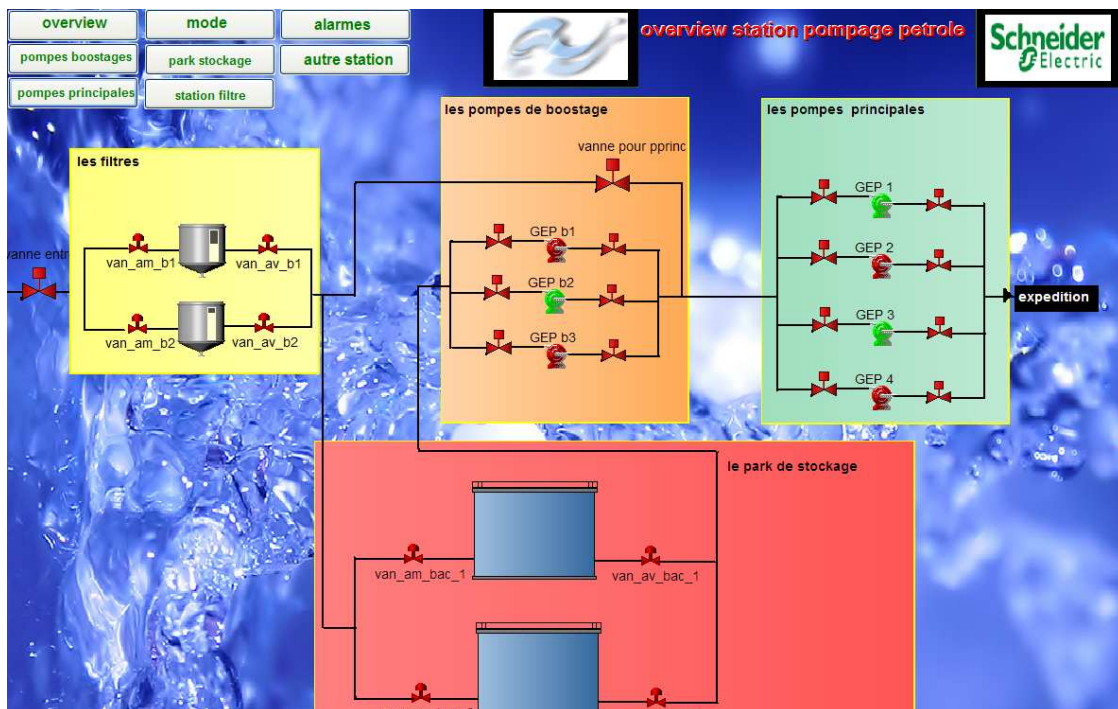 overview
mode
alarmes
pompes boostages
park stockage
autre station
pompes principales
station filtre
overview station pompage petrole
Schneider
Electric
les pompes de boostage
les pompes principales
les filtres
vanne pour pprinc
GEP 1
GEP b1
GEP 2
vanne entr
van_am_b1
van_av_b1
GEP b2
expedition
GEP 3
van_am_b2
van_av_b2
GEP b3
GEP 4
le park de stockage
van_am_bac_1
van_av_bac_1